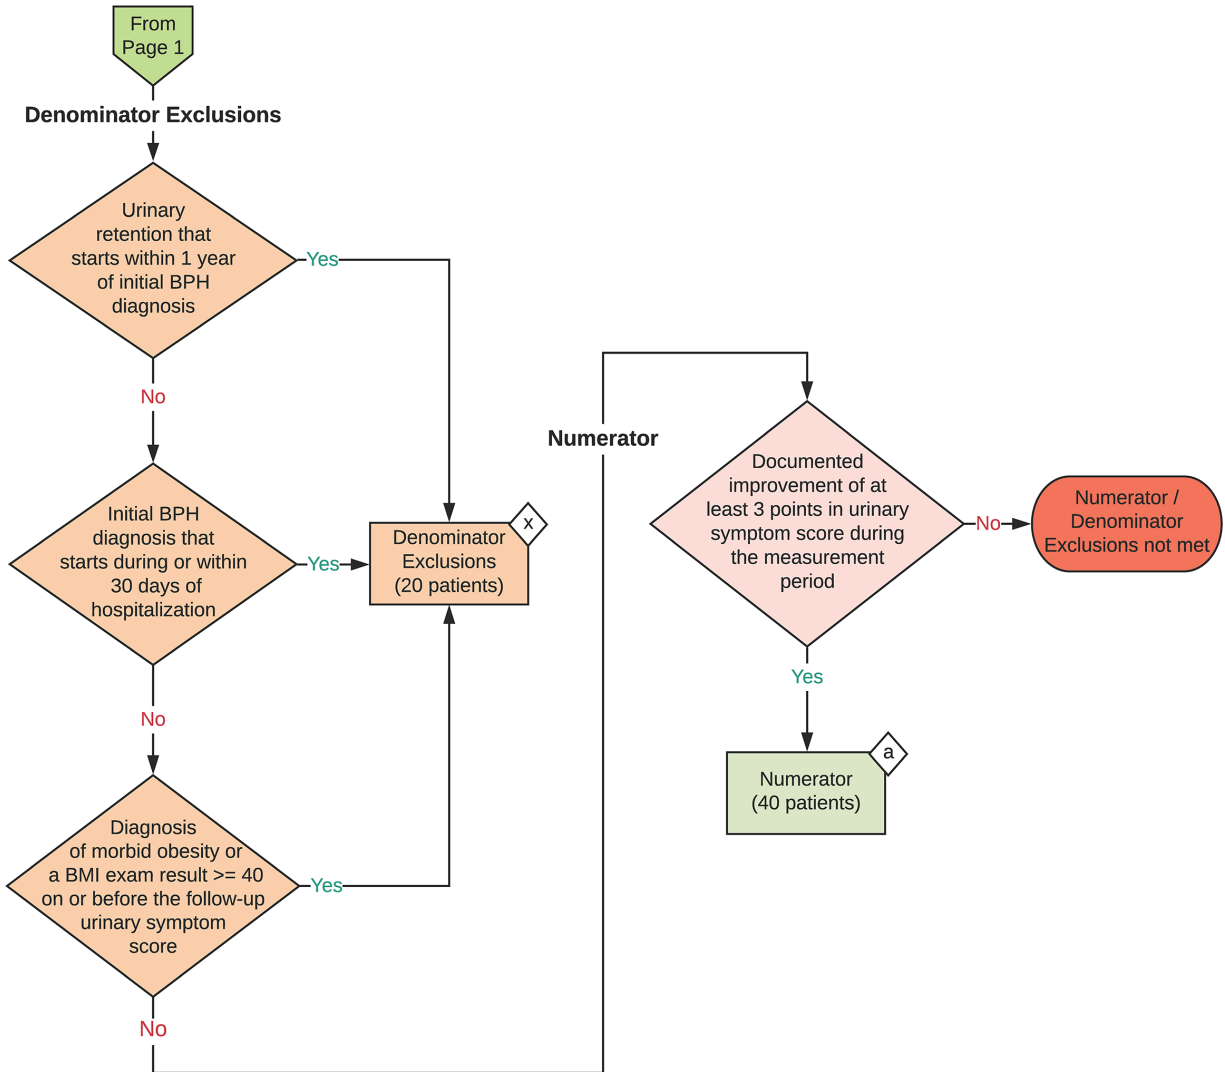 From
Page 1
Denominator Exclusions
Urinary
retention that
starts within 1 year
of initial BPH
diagnosis
Yes
No
Initial BPH
diagnosis that
starts during or within
30 days of
hospitalization
Yes
x
Denominator
Exclusions
(20 patients)
No
Diagnosis
of morbid obesity or
a BMI exam result >= 40
on or before the follow-up
urinary symptom
score
Yes
No
Numerator
Documented
improvement of at
least 3 points in urinary
symptom score during
the measurement
period
No
Numerator /
Denominator
Exclusions not met
Yes
a
Numerator
(40 patients)